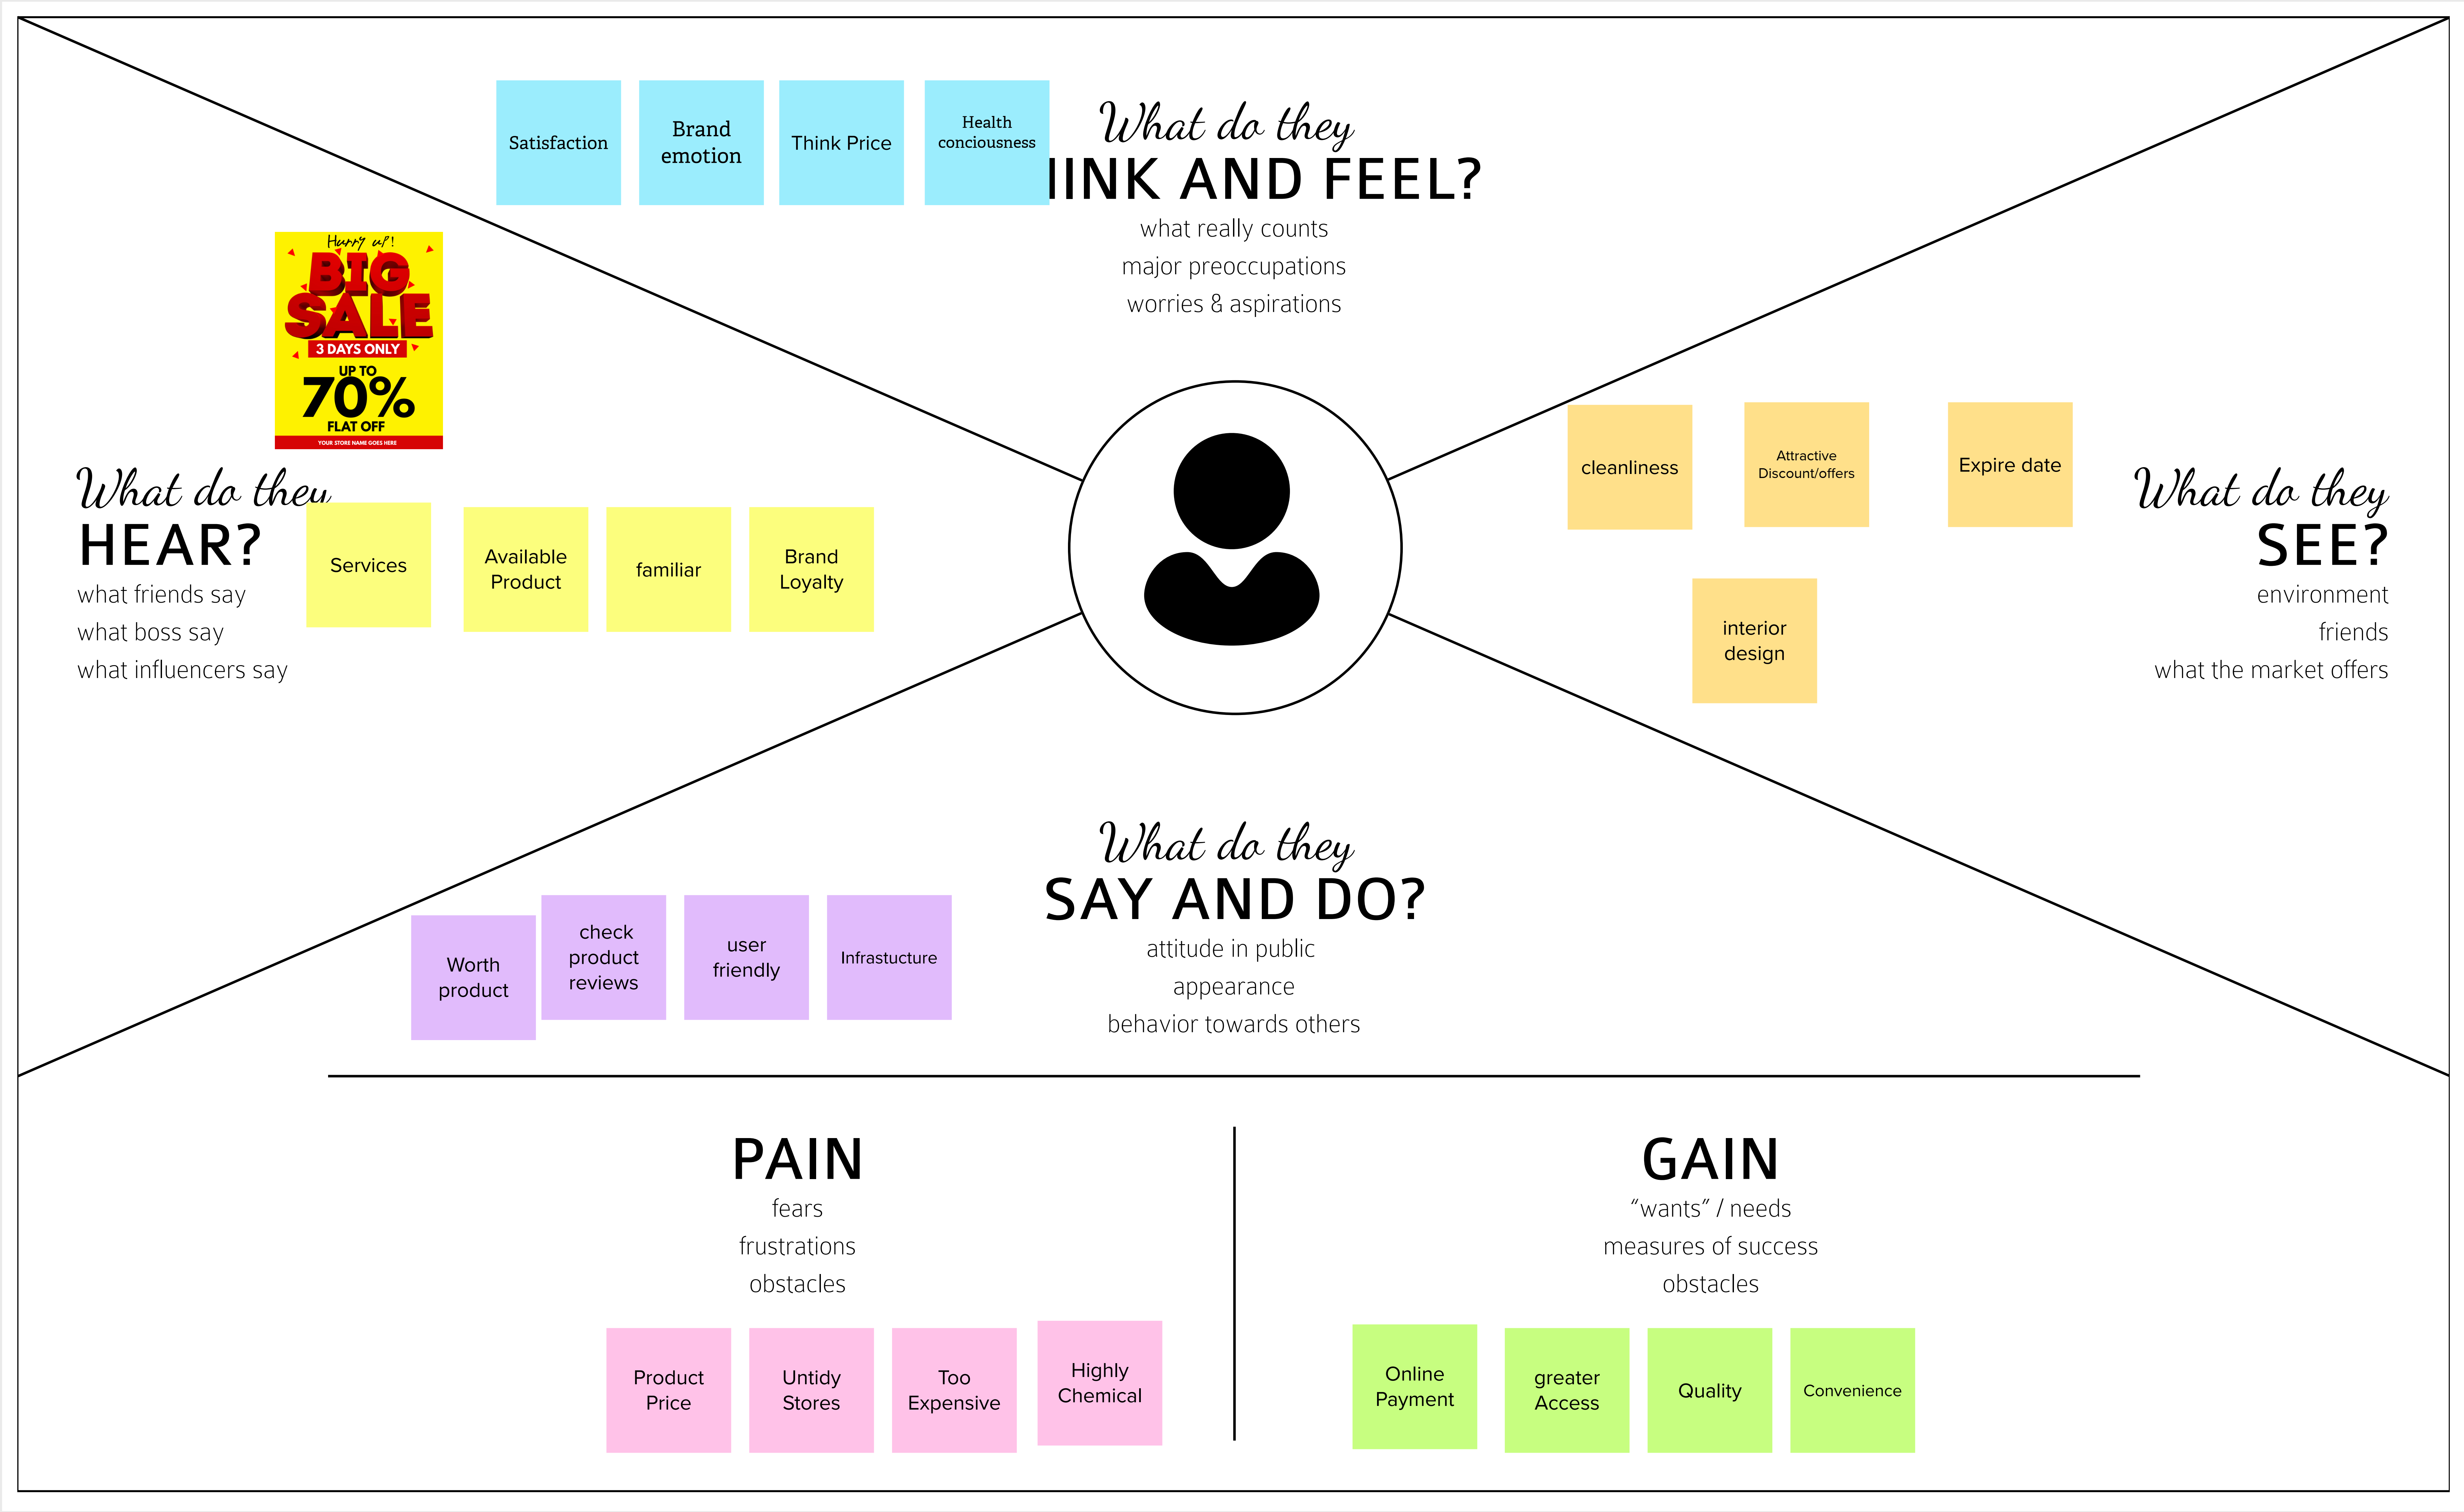 Satisfaction
Brand
emotion
Think Price
Health
conciousness
What do they
INK AND FEEL?
what really counts
major preoccupations
worries & aspirations
Hurry up!
BIG
SALE
3 DAYS ONLY
UP TO
70%
FLAT OFF
YOUR STORE NAME GOES HERE
What do they
HEAR?
what friends say
what boss say
what influencers say
Services
Available
Product
familiar
Brand
Loyalty
cleanliness
Attractive
Discount/offers
Expire date
interior
design
What do they
SEE?
environment
friends
what the market offers
What do they
SAY AND DO?
attitude in public
appearance
behavior towards others
Worth
product
check
product
reviews
user
friendly
Infrastucture
PAIN
fears
frustrations
obstacles
Product
Price
Untidy
Stores
Too
Expensive
Highly
Chemical
GAIN
“wants” / needs
measures of success
obstacles
Online
Payment
greater
Access
Quality
Convenience